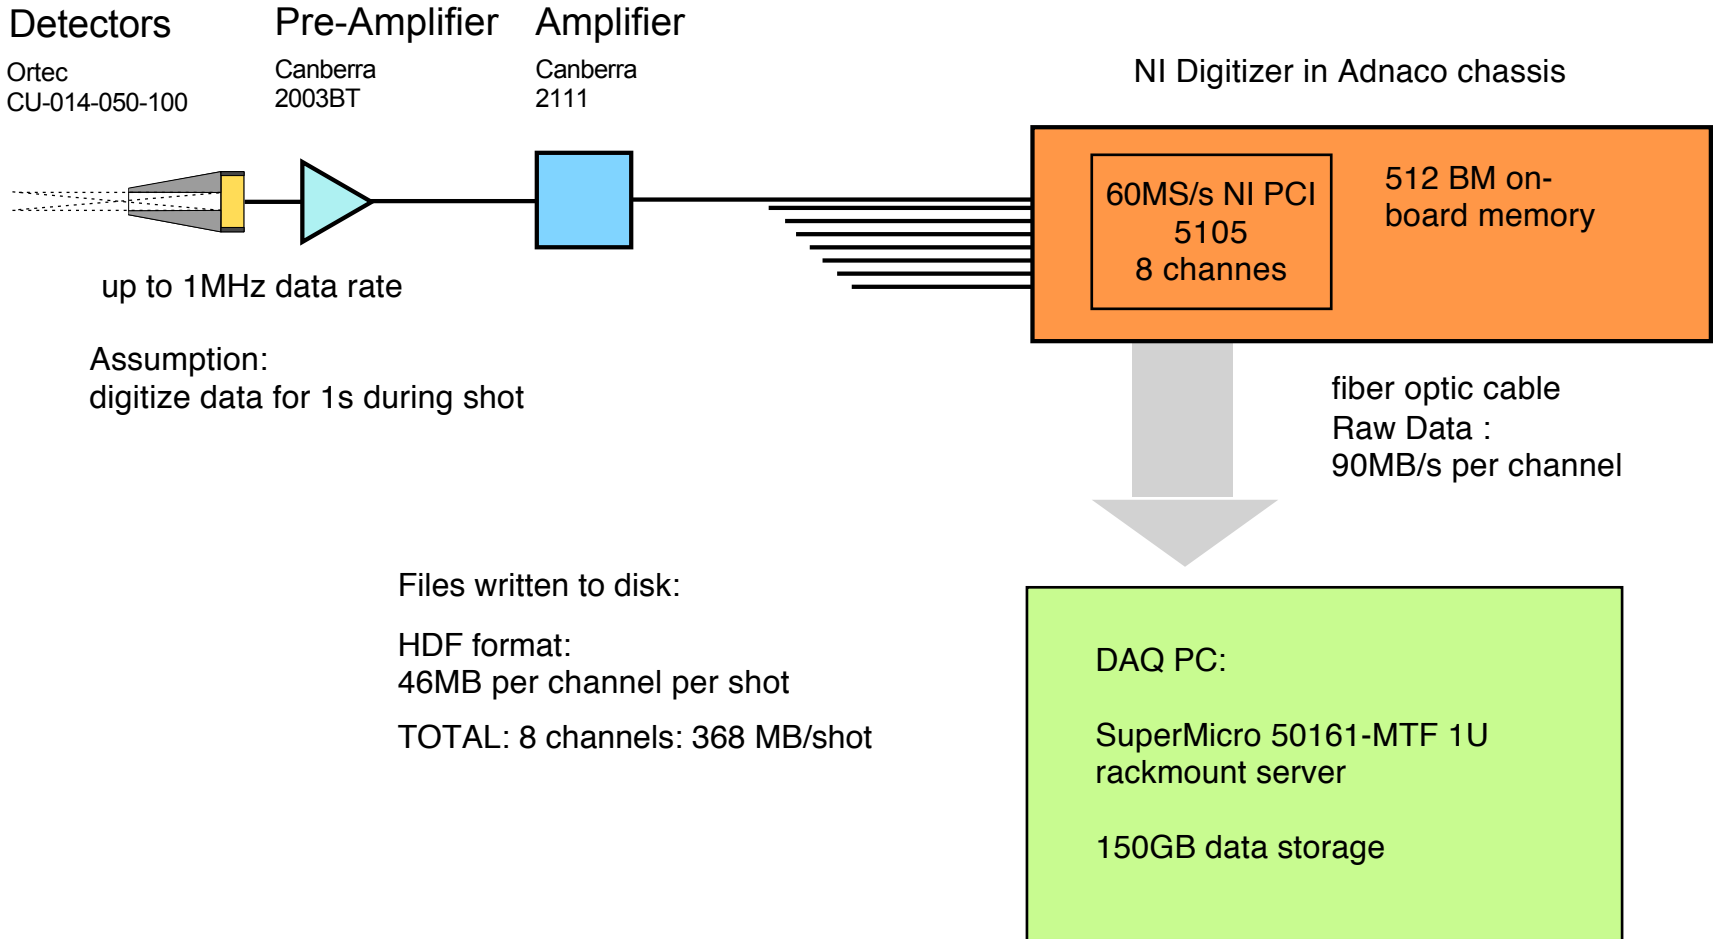 Detectors
Pre-Amplifier
Amplifier
Ortec
CU-014-050-100
Canberra
2003BT
Canberra
2111
NI Digitizer in Adnaco chassis
60MS/s NI PCI
5105
8 channes
512 BM on-
board memory
up to 1MHz data rate
Assumption:
digitize data for 1s during shot
fiber optic cable
Raw Data :
90MB/s per channel
Files written to disk:
HDF format:
46MB per channel per shot
TOTAL: 8 channels: 368 MB/shot
DAQ PC:
SuperMicro 50161-MTF 1U
rackmount server
150GB data storage